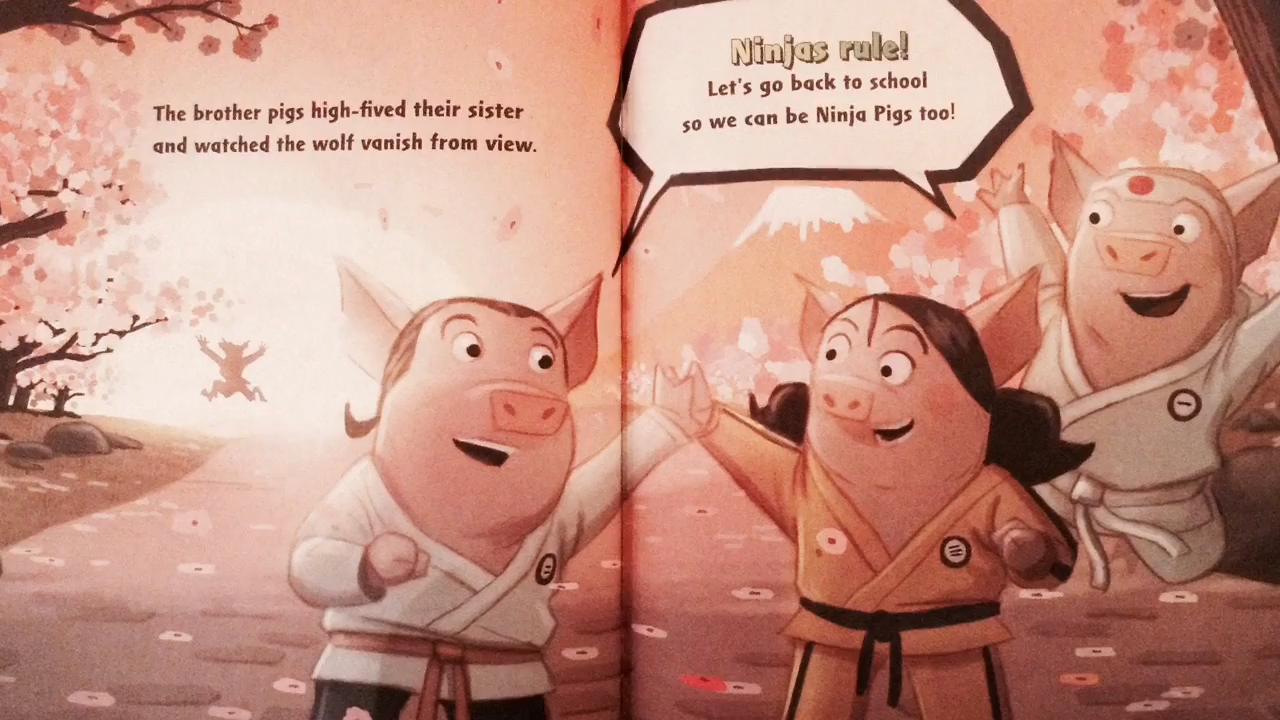 The brother pigs high-fived their sister
and watched the wolf vanish from view.
Ninjas rule!
Let's go back to school
so we can be Ninja Pigs too!